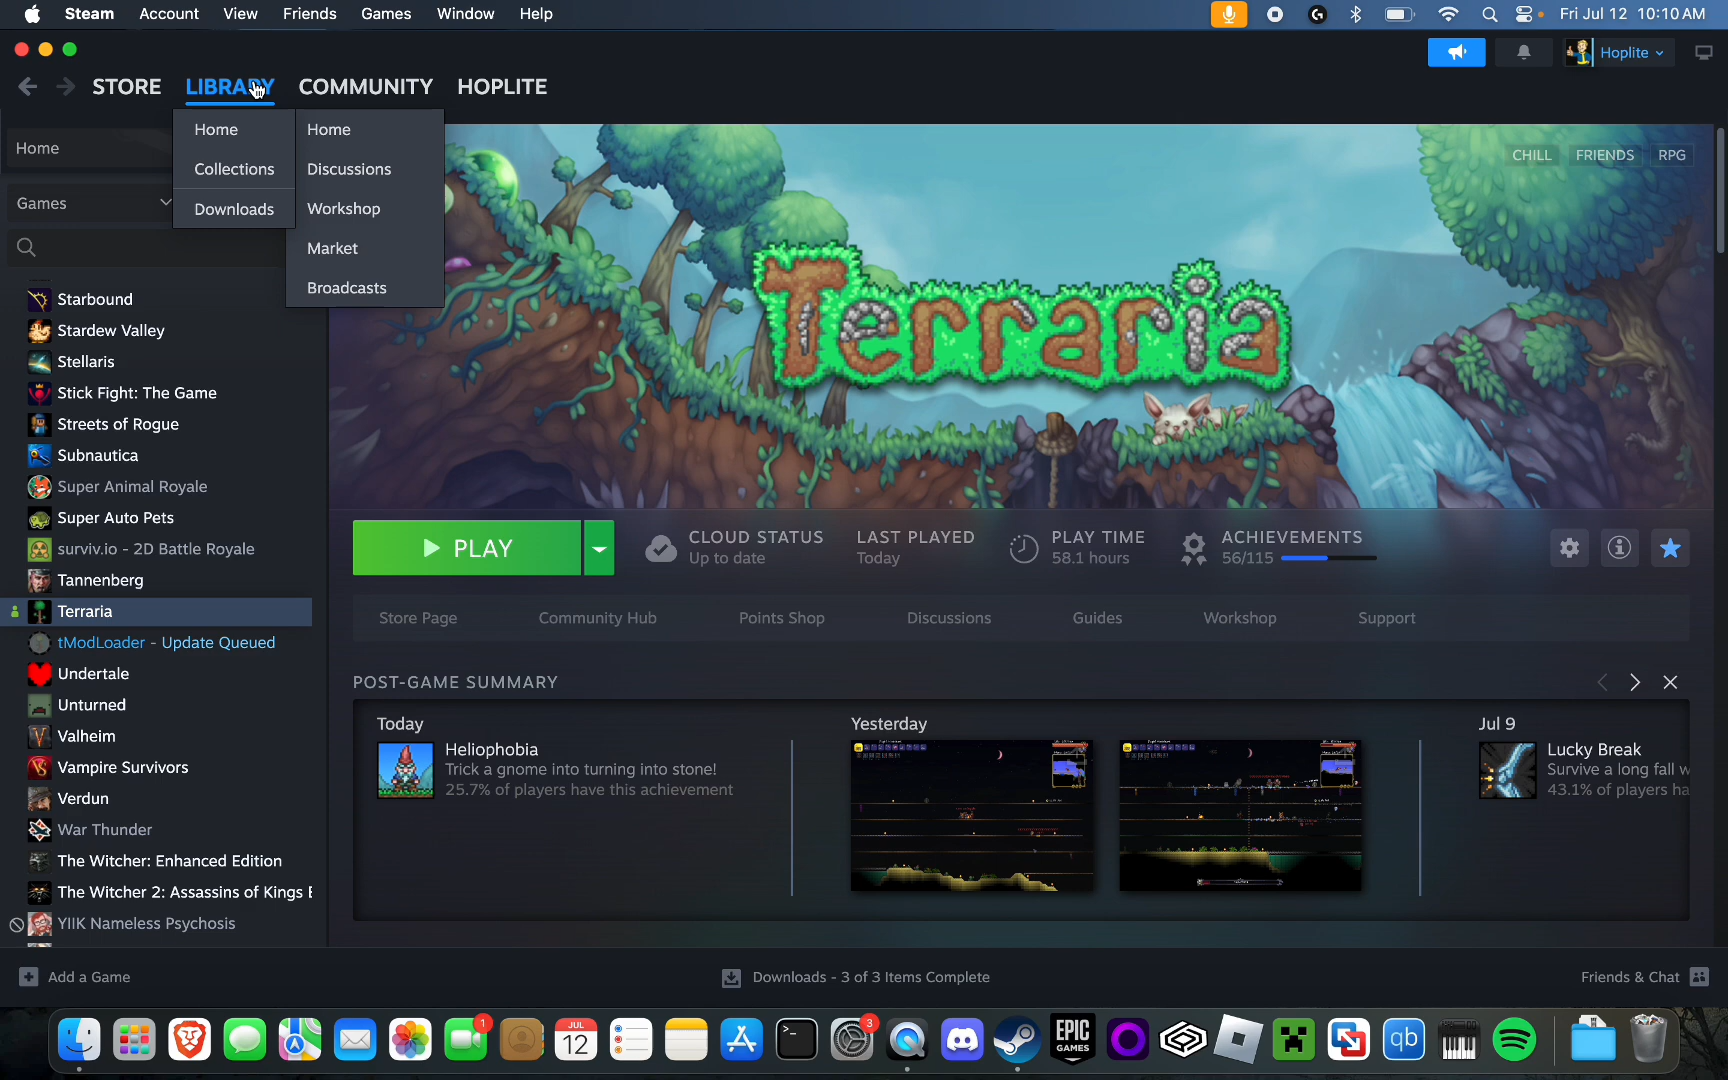 Steam Account View Friends Games Window Help Fri Jul 12 10:10 AM
Hoplite
STORE LIBRARY COMMUNITY HOPLITE
Home
Collections
Downloads
Home
Discussions
Workshop
Market
Broadcasts
Home
Games
CHILL FRIENDS RPG
Terraria
Starbound
Stardew Valley
Stellaris
Stick Fight: The Game
Streets of Rogue
Subnautica
Super Animal Royale
Super Auto Pets
surviv.io - 2D Battle Royale
Tannenberg
Terraria
tModLoader - Update Queued
Undertale
Unturned
Valheim
Vampire Survivors
Verdun
War Thunder
The Witcher: Enhanced Edition
The Witcher 2: Assassins of Kings E
YIIK Nameless Psychosis
PLAY
CLOUD STATUS
Up to date
LAST PLAYED
Today
PLAY TIME
58.1 hours
ACHIEVEMENTS
56/115
Store Page Community Hub Points Shop Discussions Guides Workshop Support
POST-GAME SUMMARY
Today
Heliophobia
Trick a gnome into turning into stone!
25.7% of players have this achievement
Yesterday
Jul 9
Lucky Break
Survive a long fall w
43.1% of players ha
Add a Game
Downloads - 3 of 3 Items Complete
Friends & Chat
1
JUL
12
3
EPIC
GAMES
qb